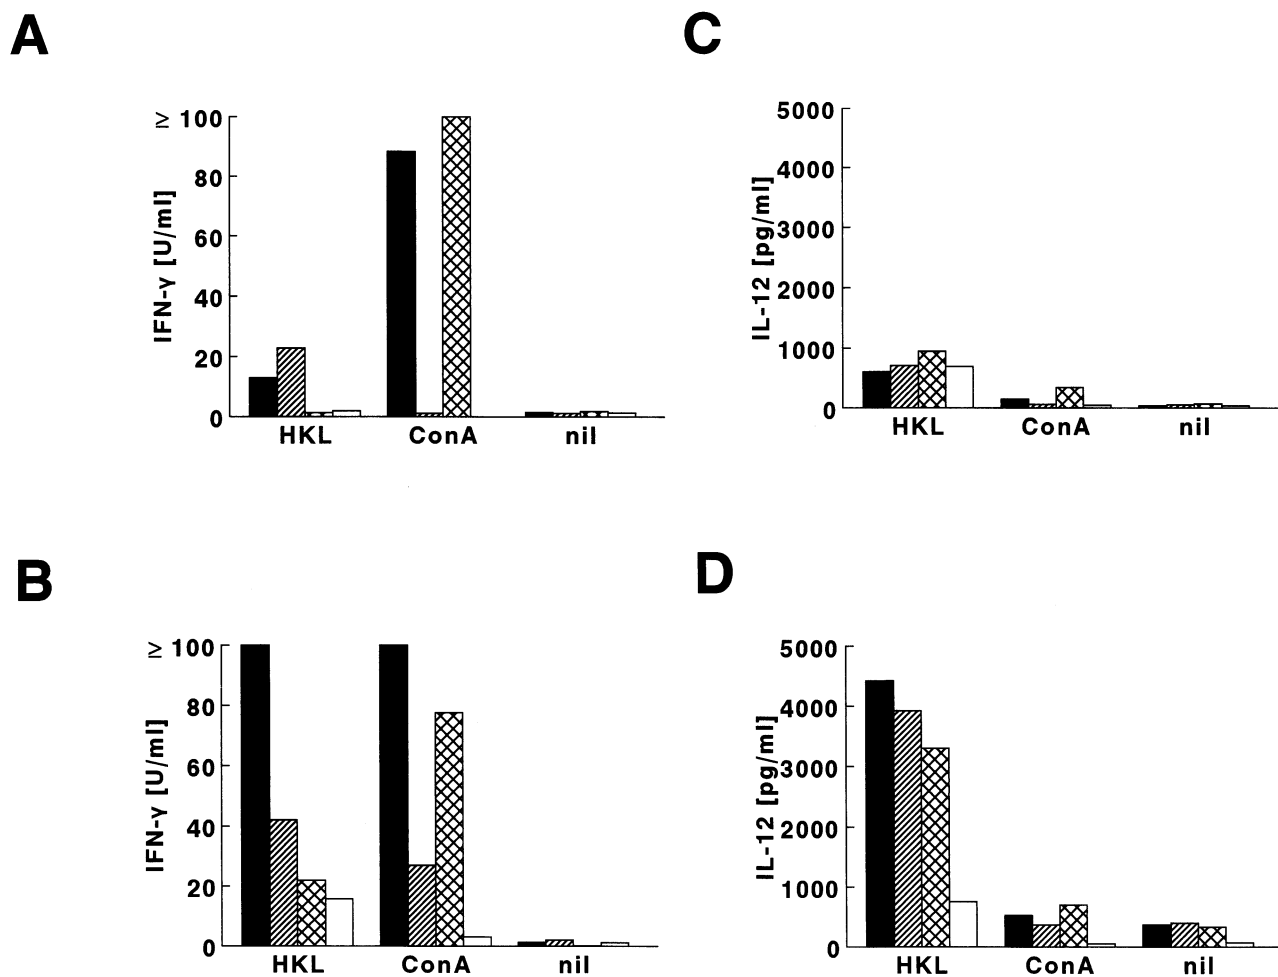 A
≥ 100
80
60
40
20
0
IFN-γ [U/ml]
HKL ConA nil
C
5000
4000
3000
2000
1000
0
IL-12 [pg/ml]
HKL ConA nil
B
≥ 100
80
60
40
20
0
IFN-γ [U/ml]
HKL ConA nil
D
5000
4000
3000
2000
1000
0
IL-12 [pg/ml]
HKL ConA nil